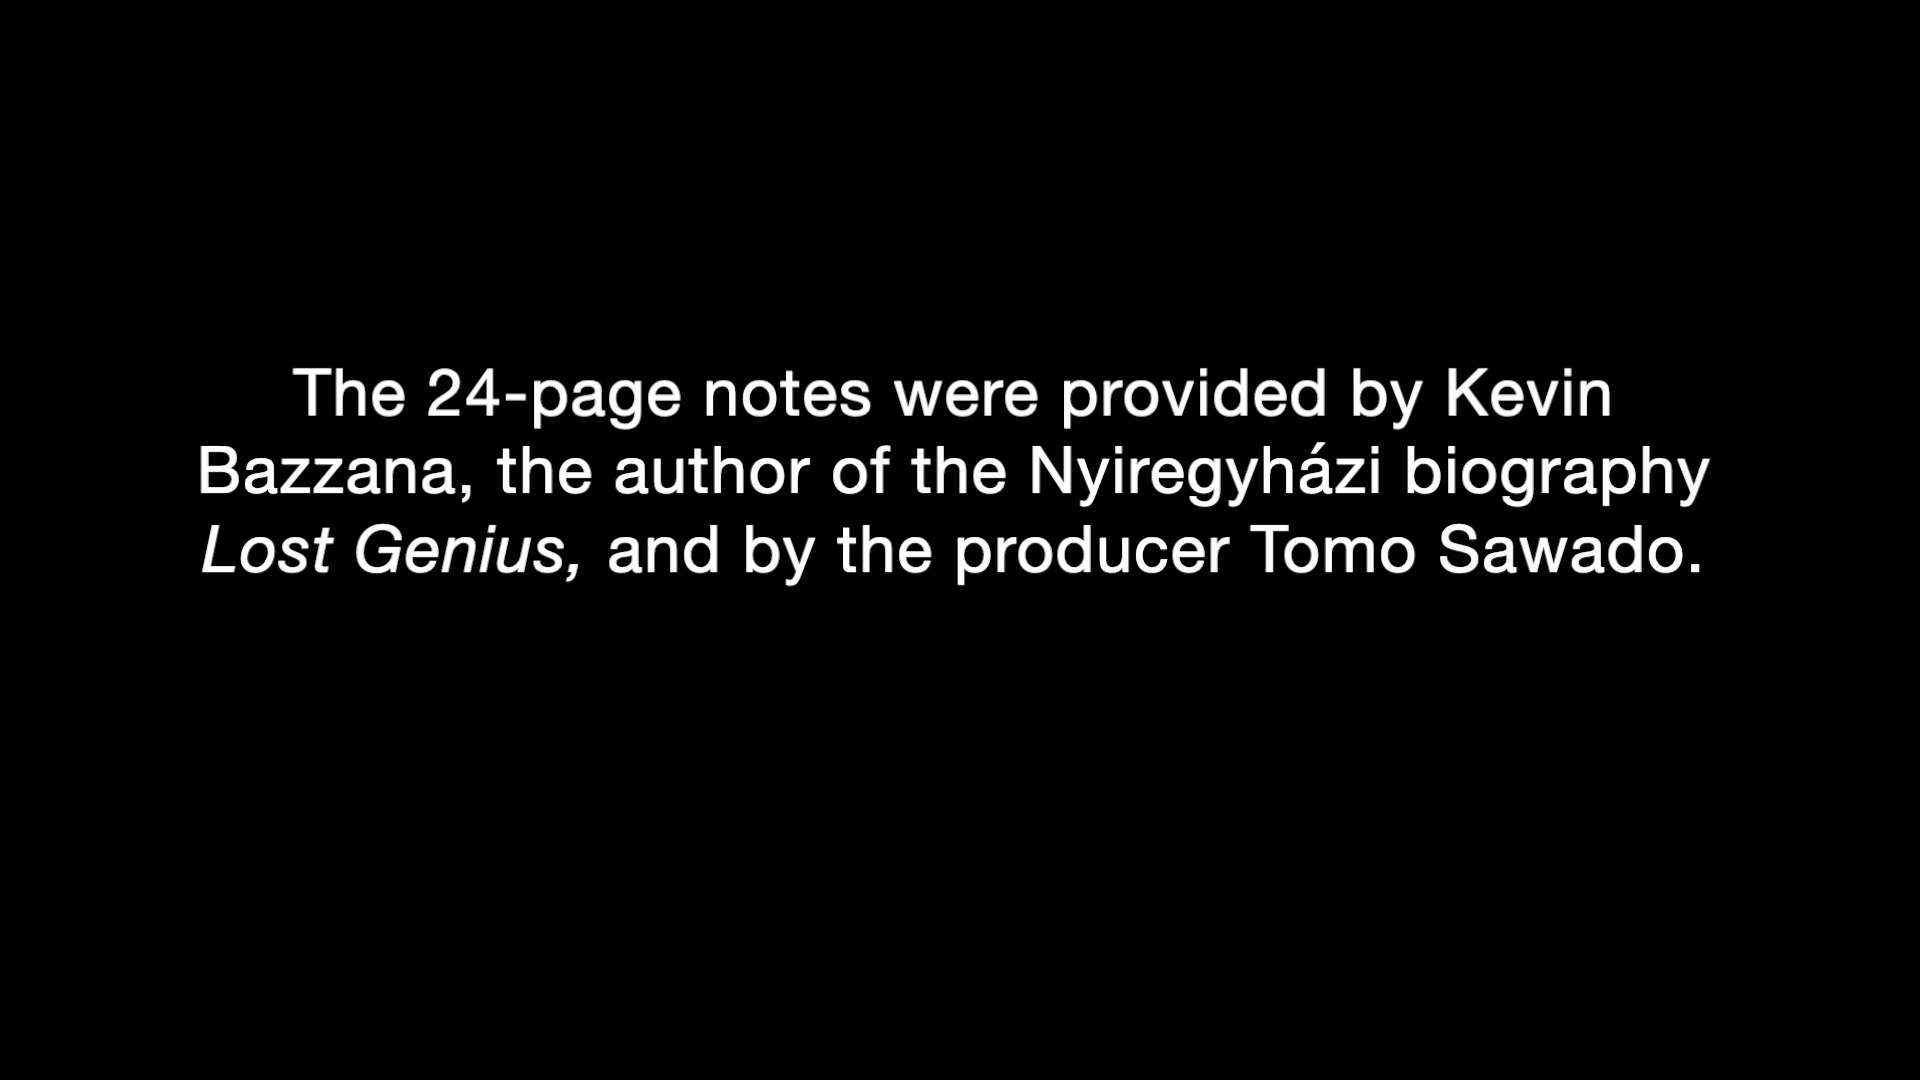 The 24-page notes were provided by Kevin
Bazzana, the author of the Nyiregyházi biography
Lost Genius, and by the producer Tomo Sawado.